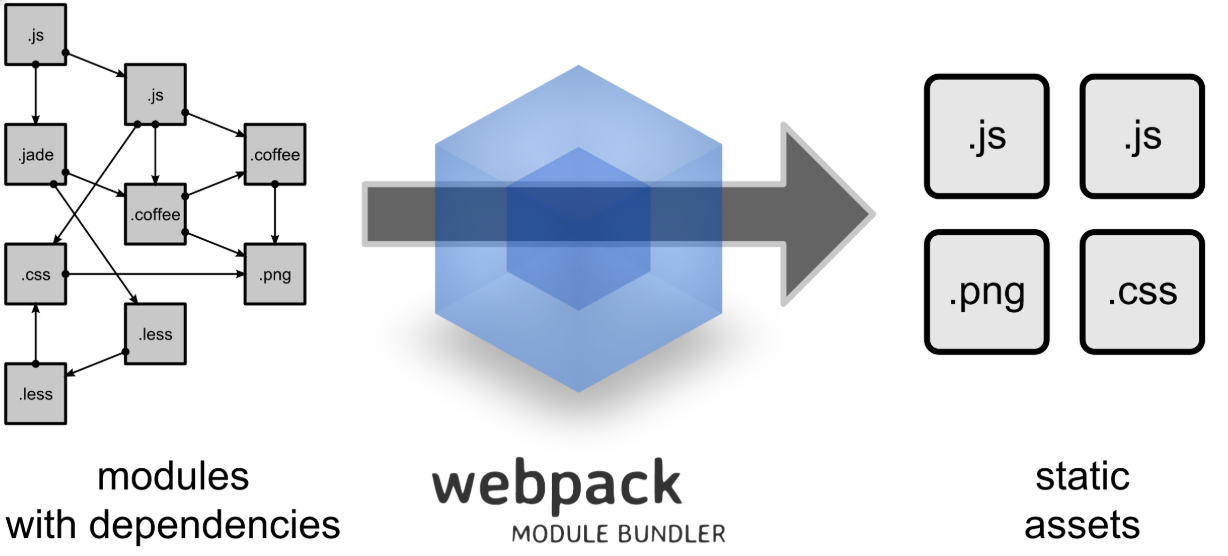 .js
.js
.jade
.coffee
.coffee
.css
.png
.less
.less
modules
with dependencies
webpack
MODULE BUNDLER
.js
.js
.png
.css
static
assets